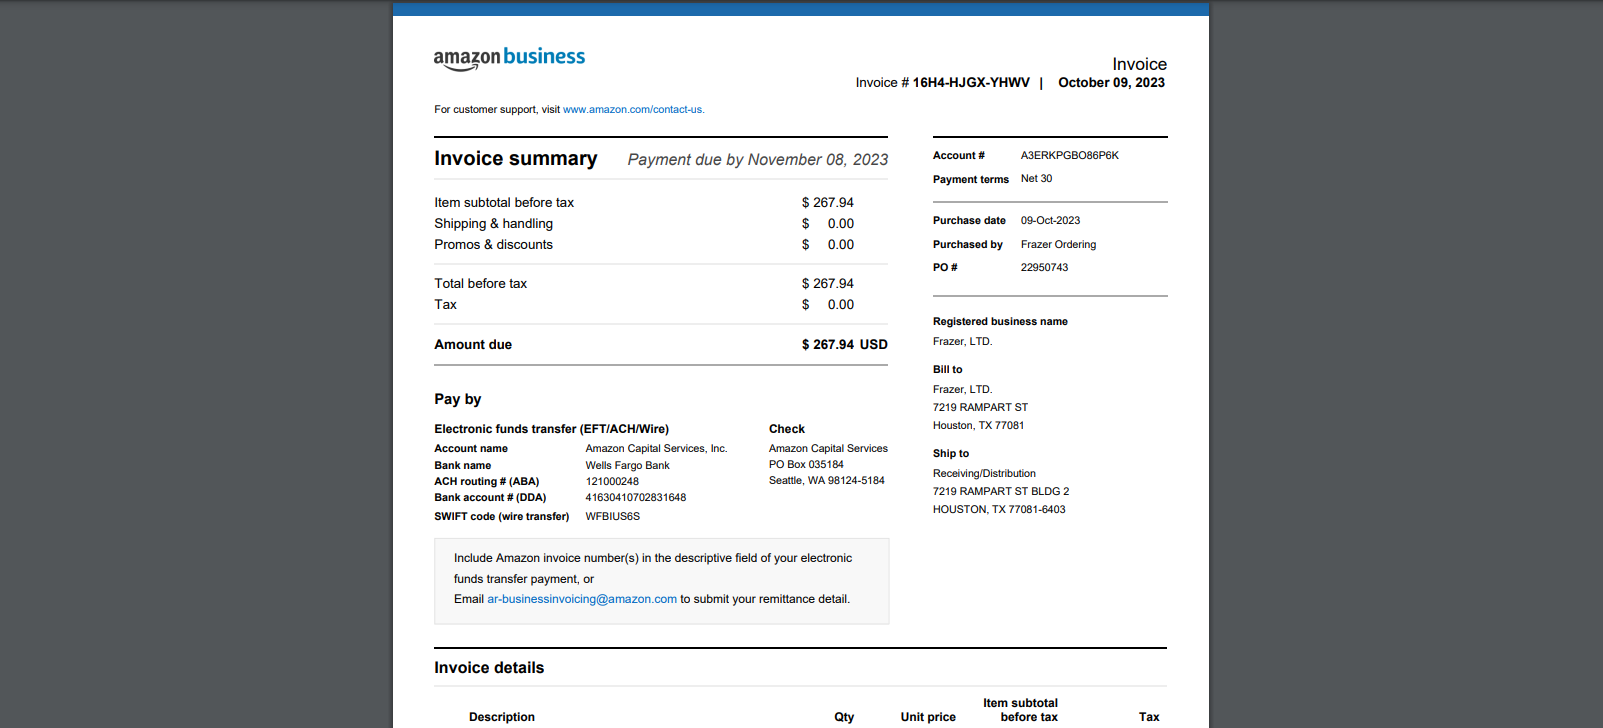 amazon business
Invoice
Invoice # 16H4-HJGX-YHWV | October 09, 2023
For customer support, visit www.amazon.com/contact-us.
Invoice summary Payment due by November 08, 2023
Item subtotal before tax $ 267.94
Shipping & handling $ 0.00
Promos & discounts $ 0.00
Total before tax $ 267.94
Tax $ 0.00
Amount due $ 267.94 USD
Pay by
Electronic funds transfer (EFT/ACH/Wire)
Account name Amazon Capital Services, Inc.
Bank name Wells Fargo Bank
ACH routing # (ABA) 121000248
Bank account # (DDA) 41630410702831648
SWIFT code (wire transfer) WFBIUS6S
Check
Amazon Capital Services
PO Box 035184
Seattle, WA 98124-5184
Include Amazon invoice number(s) in the descriptive field of your electronic
funds transfer payment, or
Email ar-businessinvoicing@amazon.com to submit your remittance detail.
Account # A3ERKPGBO86P6K
Payment terms Net 30
Purchase date 09-Oct-2023
Purchased by Frazer Ordering
PO # 22950743
Registered business name
Frazer, LTD.
Bill to
Frazer, LTD.
7219 RAMPART ST
Houston, TX 77081
Ship to
Receiving/Distribution
7219 RAMPART ST BLDG 2
HOUSTON, TX 77081-6403
Invoice details
Description Qty Unit price Item subtotal before tax Tax